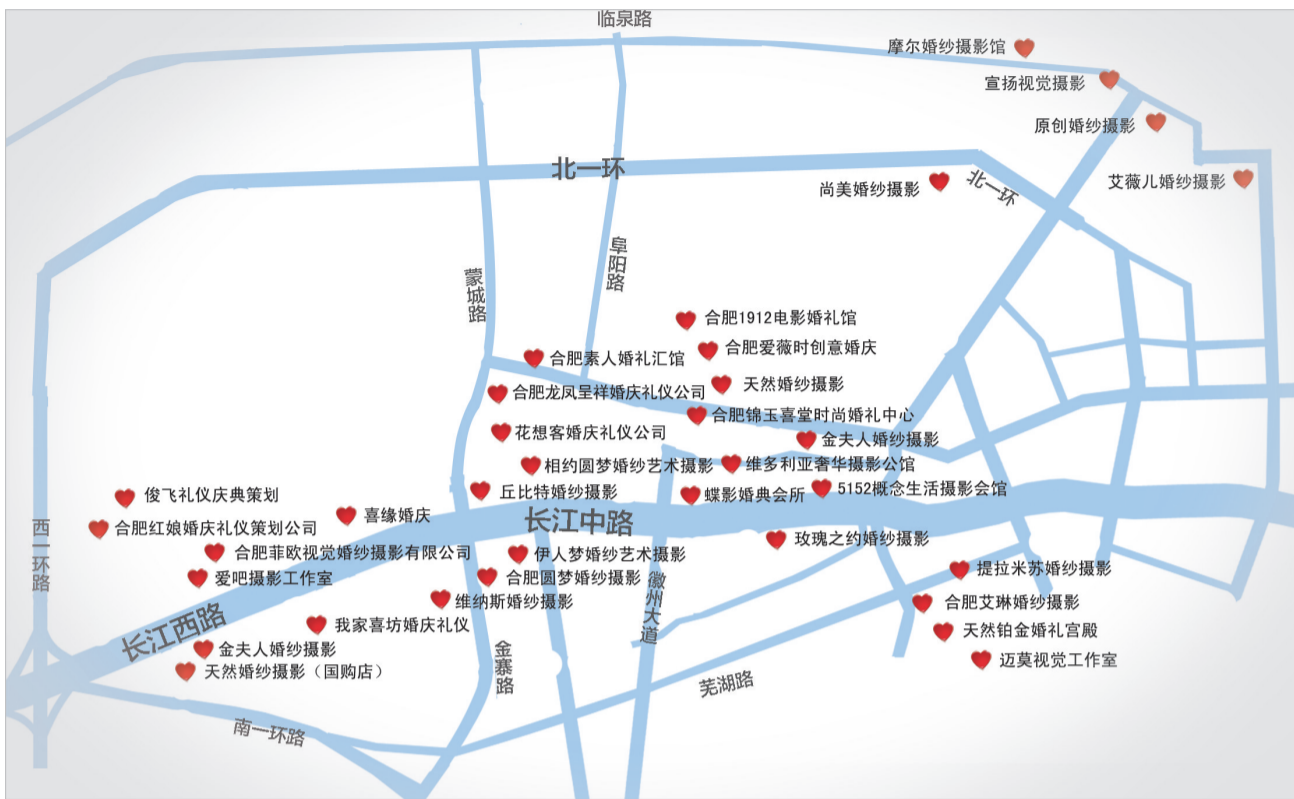 临泉路
摩尔婚纱摄影馆
宣扬视觉摄影
原创婚纱摄影
北一环
尚美婚纱摄影
北一环
艾薇儿婚纱摄影
阜阳路
蒙城路
合肥1912电影婚礼馆
合肥素人婚礼汇馆
合肥爱薇时创意婚庆
合肥龙凤呈祥婚庆礼仪公司
天然婚纱摄影
合肥锦玉喜堂时尚婚礼中心
花想客婚庆礼仪公司
金夫人婚纱摄影
相约圆梦婚纱艺术摄影
维多利亚奢华摄影公馆
俊飞礼仪庆典策划
丘比特婚纱摄影
蝶影婚典会所
5152概念生活摄影会馆
喜缘婚庆
长江中路
合肥红娘婚庆礼仪策划公司
西一环路
玫瑰之约婚纱摄影
合肥菲欧视觉婚纱摄影有限公司
伊人梦婚纱艺术摄影
爱吧摄影工作室
合肥圆梦婚纱摄影
提拉米苏婚纱摄影
维纳斯婚纱摄影
徽州大道
合肥艾琳婚纱摄影
长江西路
我家喜坊婚庆礼仪
天然铂金婚礼宫殿
金夫人婚纱摄影
金寨路
迈莫视觉工作室
天然婚纱摄影（国购店）
芜湖路
南一环路